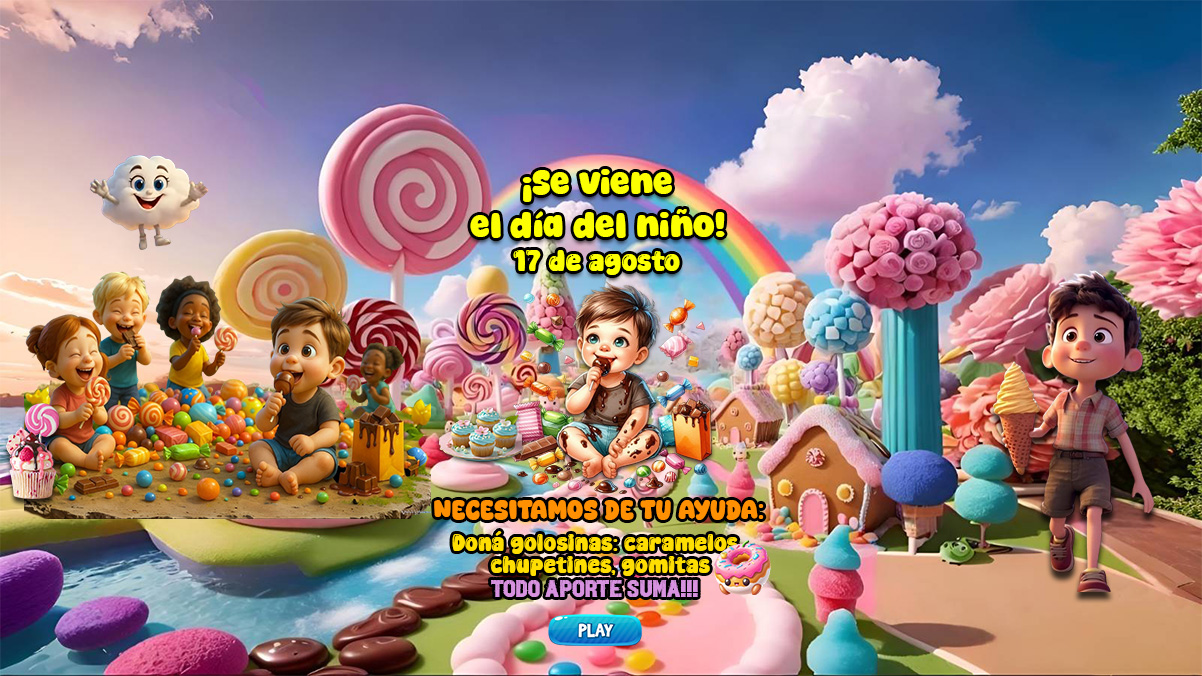 ¡Se viene
el día del niño!
17 de agosto
NECESITAMOS DE TU AYUDA:
Doná golosinas: caramelos,
chupetines, gomitas
TODO APORTE SUMA!!!
PLAY